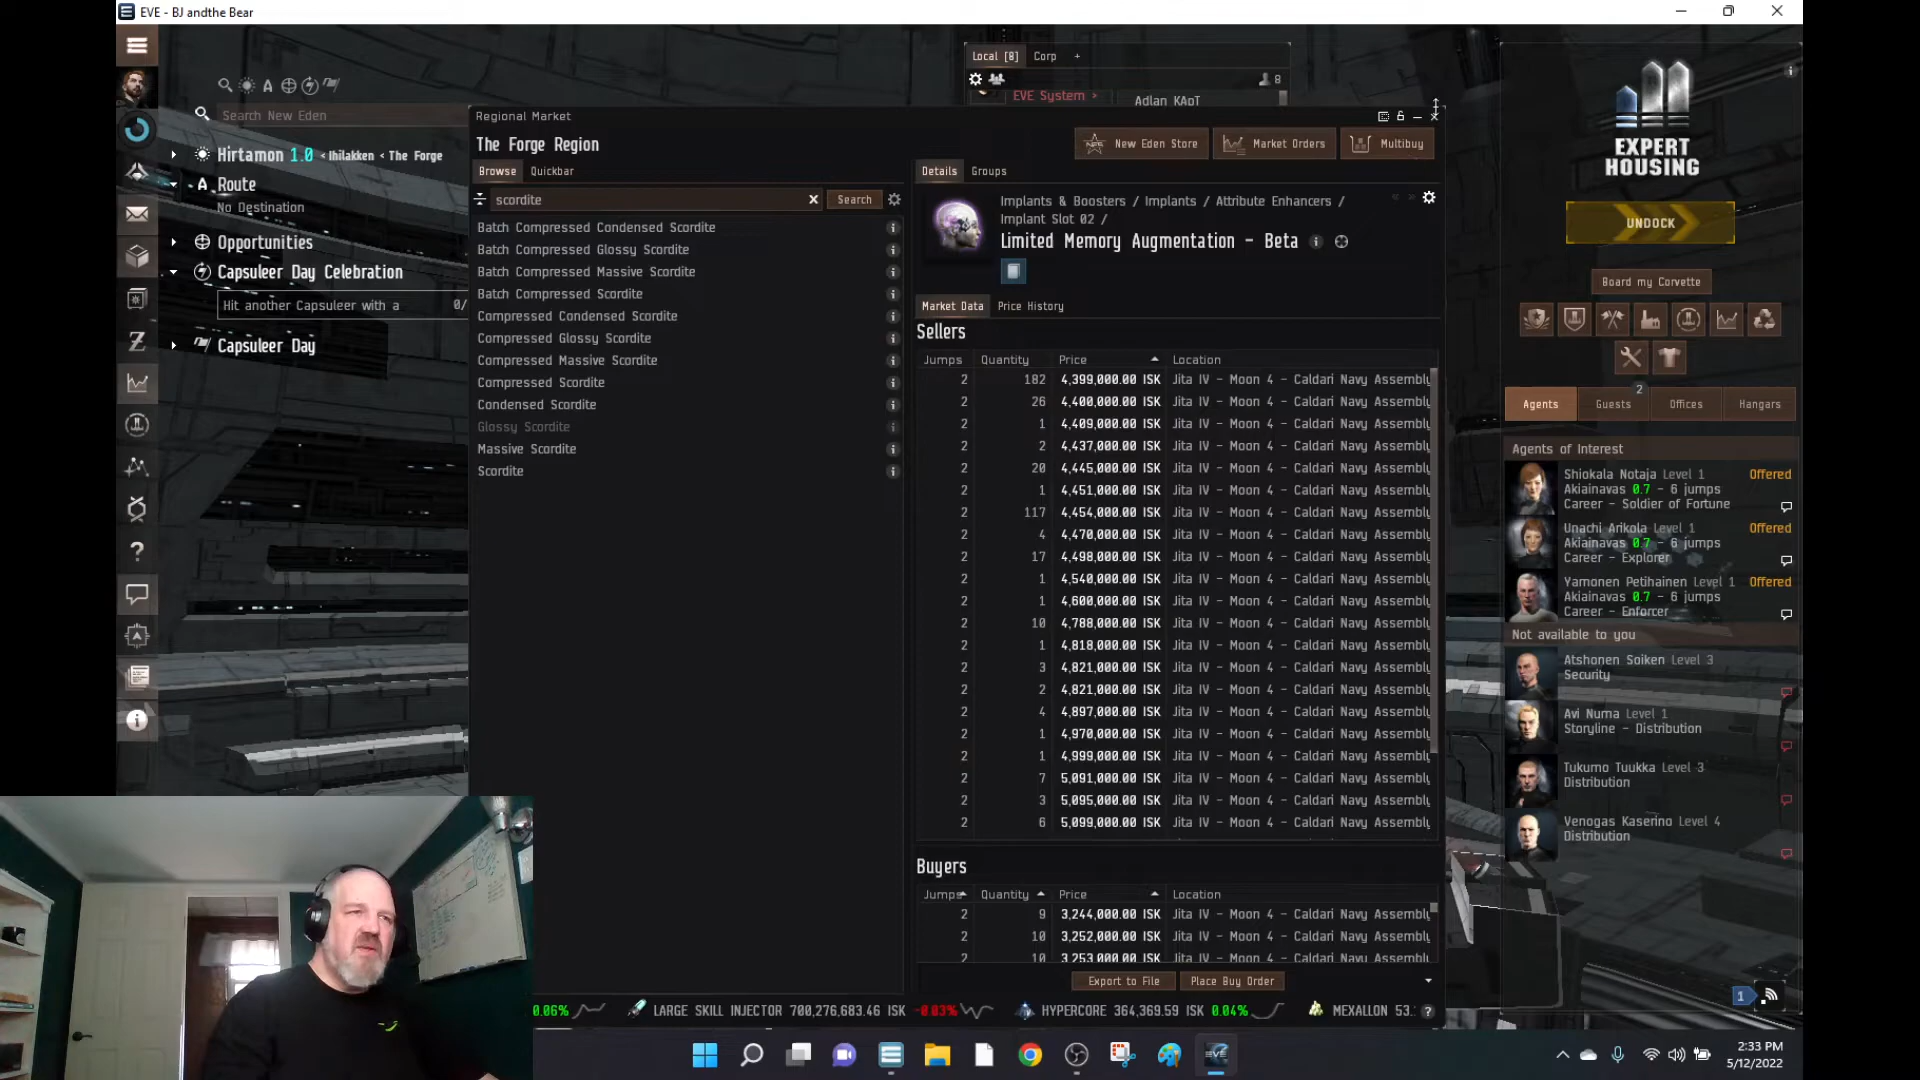 EVE - BJ andthe Bear
Local [8] Corp +
8
EVE System >
Adlan KAoT
Search New Eden
Hirtamon 1.0 < Ihilakken < The Forge
Route
No Destination
Opportunities
Capsuleer Day Celebration
Hit another Capsuleer with a 0/
Capsuleer Day
Regional Market
The Forge Region
New Eden Store
Market Orders
Multibuy
Browse Quickbar
scordite
Search
Batch Compressed Condensed Scordite
Batch Compressed Glossy Scordite
Batch Compressed Massive Scordite
Batch Compressed Scordite
Compressed Condensed Scordite
Compressed Glossy Scordite
Compressed Massive Scordite
Compressed Scordite
Condensed Scordite
Glossy Scordite
Massive Scordite
Scordite
Details Groups
Implants & Boosters / Implants / Attribute Enhancers /
Implant Slot 02 /
Limited Memory Augmentation - Beta
Market Data Price History
Sellers
Jumps Quantity Price Location
2 182 4,399,000.00 ISK Jita IV - Moon 4 - Caldari Navy Assembly
2 26 4,400,000.00 ISK Jita IV - Moon 4 - Caldari Navy Assembly
2 1 4,409,000.00 ISK Jita IV - Moon 4 - Caldari Navy Assembly
2 2 4,437,000.00 ISK Jita IV - Moon 4 - Caldari Navy Assembly
2 20 4,445,000.00 ISK Jita IV - Moon 4 - Caldari Navy Assembly
2 1 4,451,000.00 ISK Jita IV - Moon 4 - Caldari Navy Assembly
2 117 4,454,000.00 ISK Jita IV - Moon 4 - Caldari Navy Assembly
2 4 4,470,000.00 ISK Jita IV - Moon 4 - Caldari Navy Assembly
2 17 4,498,000.00 ISK Jita IV - Moon 4 - Caldari Navy Assembly
2 1 4,540,000.00 ISK Jita IV - Moon 4 - Caldari Navy Assembly
2 1 4,600,000.00 ISK Jita IV - Moon 4 - Caldari Navy Assembly
2 10 4,788,000.00 ISK Jita IV - Moon 4 - Caldari Navy Assembly
2 1 4,818,000.00 ISK Jita IV - Moon 4 - Caldari Navy Assembly
2 3 4,821,000.00 ISK Jita IV - Moon 4 - Caldari Navy Assembly
2 2 4,821,000.00 ISK Jita IV - Moon 4 - Caldari Navy Assembly
2 4 4,897,000.00 ISK Jita IV - Moon 4 - Caldari Navy Assembly
2 1 4,970,000.00 ISK Jita IV - Moon 4 - Caldari Navy Assembly
2 1 4,999,000.00 ISK Jita IV - Moon 4 - Caldari Navy Assembly
2 7 5,091,000.00 ISK Jita IV - Moon 4 - Caldari Navy Assembly
2 3 5,095,000.00 ISK Jita IV - Moon 4 - Caldari Navy Assembly
2 6 5,099,000.00 ISK Jita IV - Moon 4 - Caldari Navy Assembly
Buyers
Jumps Quantity Price Location
2 9 3,244,000.00 ISK Jita IV - Moon 4 - Caldari Navy Assembly
2 10 3,252,000.00 ISK Jita IV - Moon 4 - Caldari Navy Assembly
2 10 3,253,000.00 ISK Jita IV - Moon 4 - Caldari Navy Assembly
Export to File
Place Buy Order
0.06% LARGE SKILL INJECTOR 700,276,683.46 ISK -0.03% HYPERCORE 364,369.59 ISK 0.04% MEXALLON 53.
EXPERT
HOUSING
UNDOCK
Board my Corvette
2
Agents Guests Offices Hangars
Agents of Interest
Shiokala Notaja Level 1 Offered
Akiainavas 0.7 - 6 jumps
Career - Soldier of Fortune
Unachi Arikola Level 1 Offered
Akiainavas 0.7 - 6 jumps
Career - Explorer
Yamonen Petihainen Level 1 Offered
Akiainavas 0.7 - 6 jumps
Career - Enforcer
Not available to you
Atshonen Soiken Level 3
Security
Avi Numa Level 1
Storyline - Distribution
Tukumo Tuukka Level 3
Distribution
Venogas Kaserino Level 4
Distribution
1
EVE
2:33 PM
5/12/2022